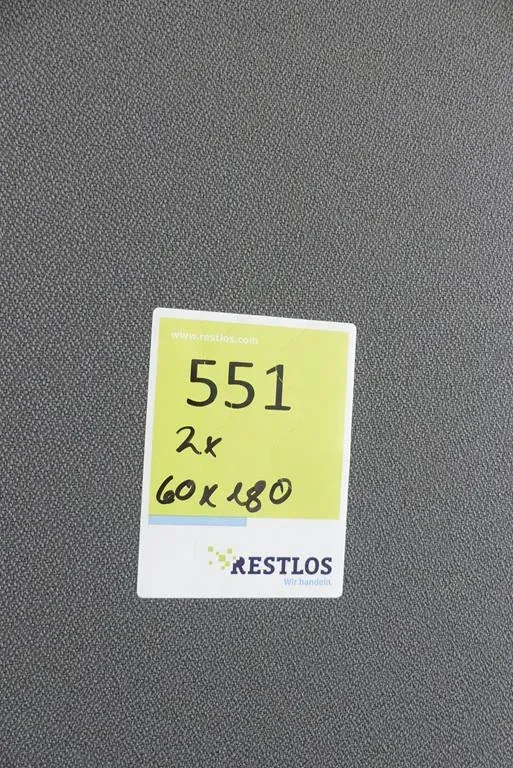 www.restlos.com
551
2x
60x180
RESTLOS
Wir handeln.